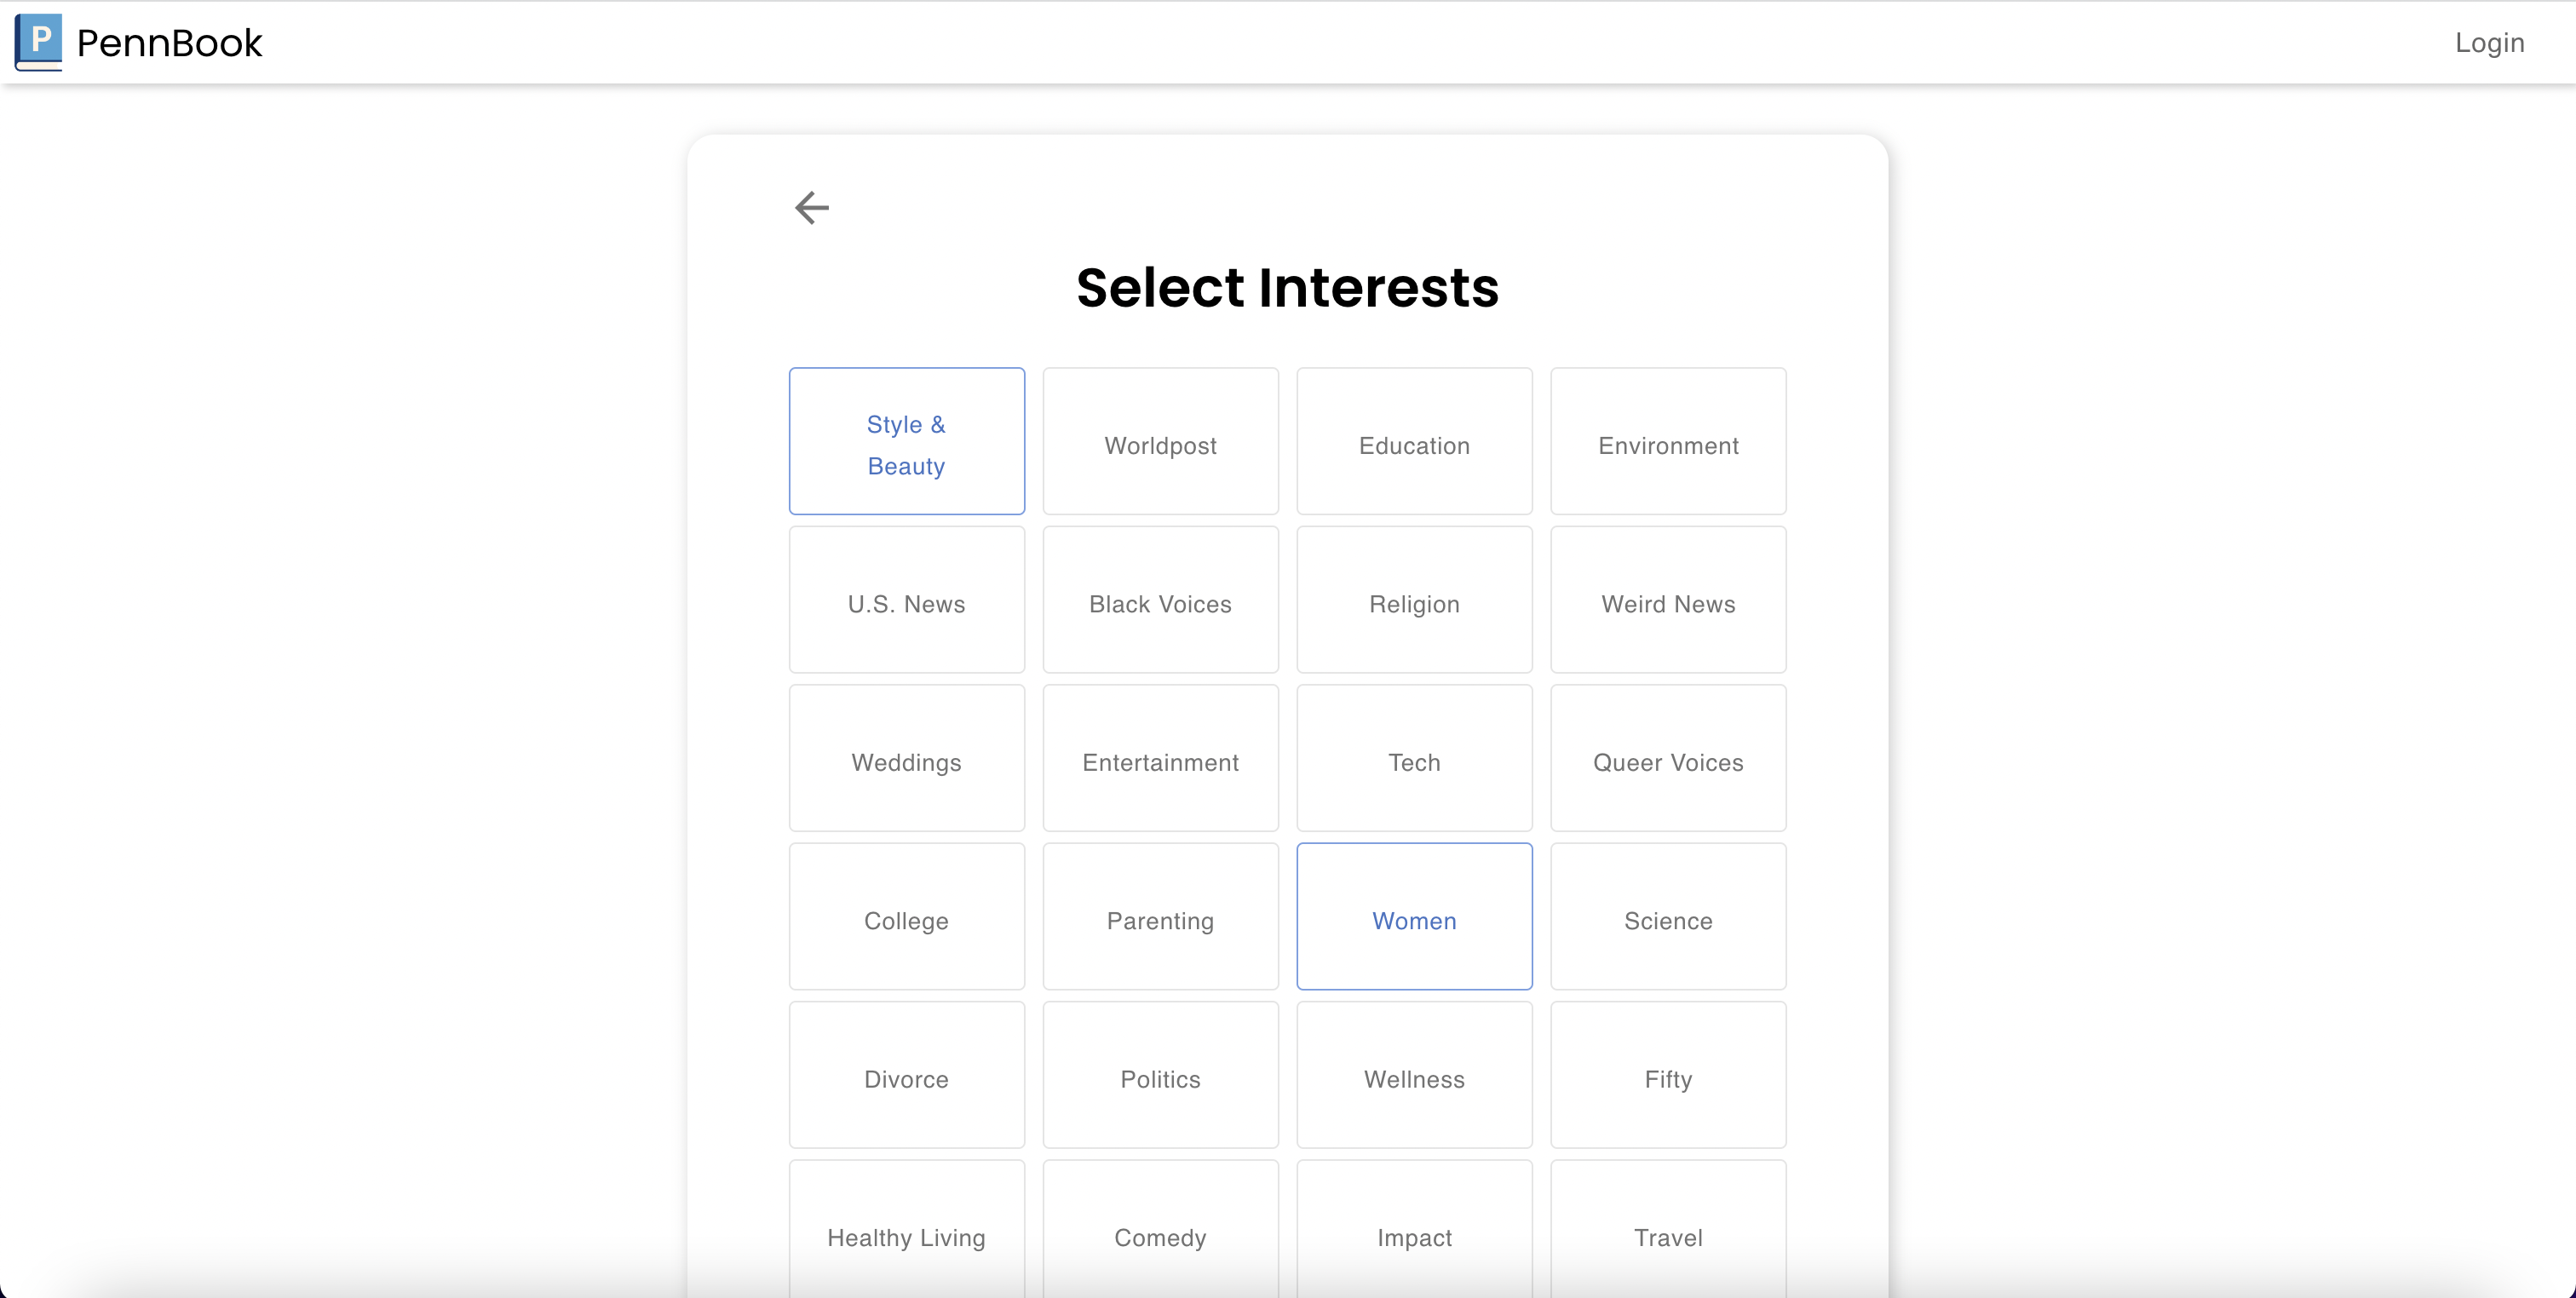 P PennBook
Login
Select Interests
Style &
Beauty
Worldpost
Education
Environment
U.S. News
Black Voices
Religion
Weird News
Weddings
Entertainment
Tech
Queer Voices
College
Parenting
Women
Science
Divorce
Politics
Wellness
Fifty
Healthy Living
Comedy
Impact
Travel